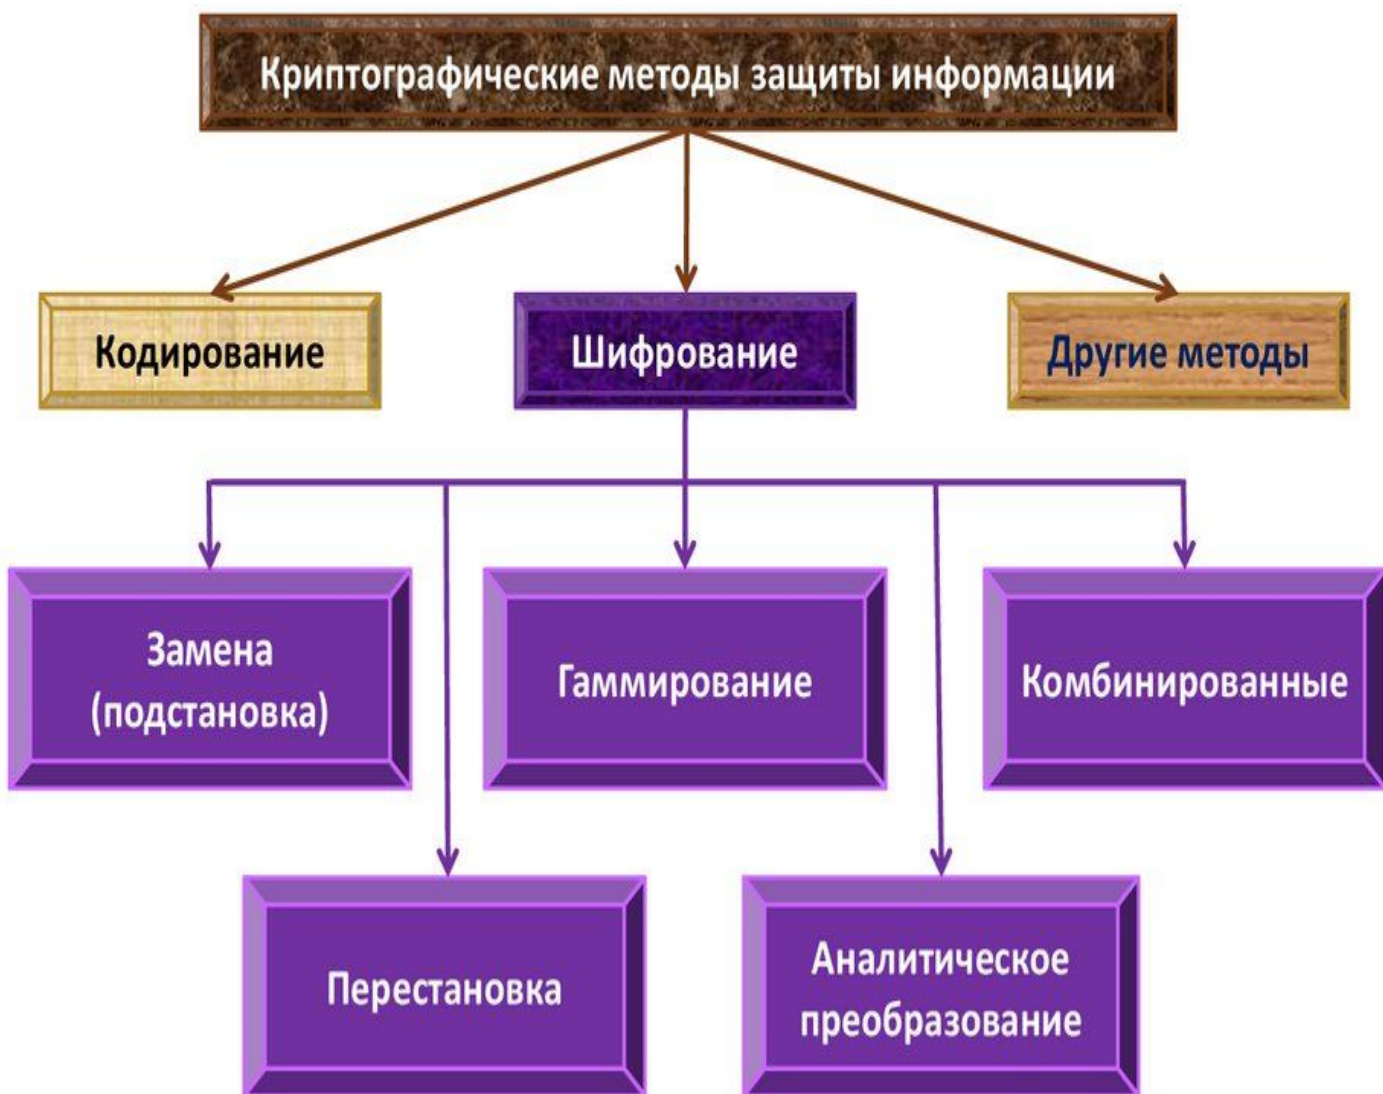 Криптографические методы защиты информации
Кодирование
Шифрование
Другие методы
Замена
(подстановка)
Гаммирование
Комбинированные
Перестановка
Аналитическое
преобразование